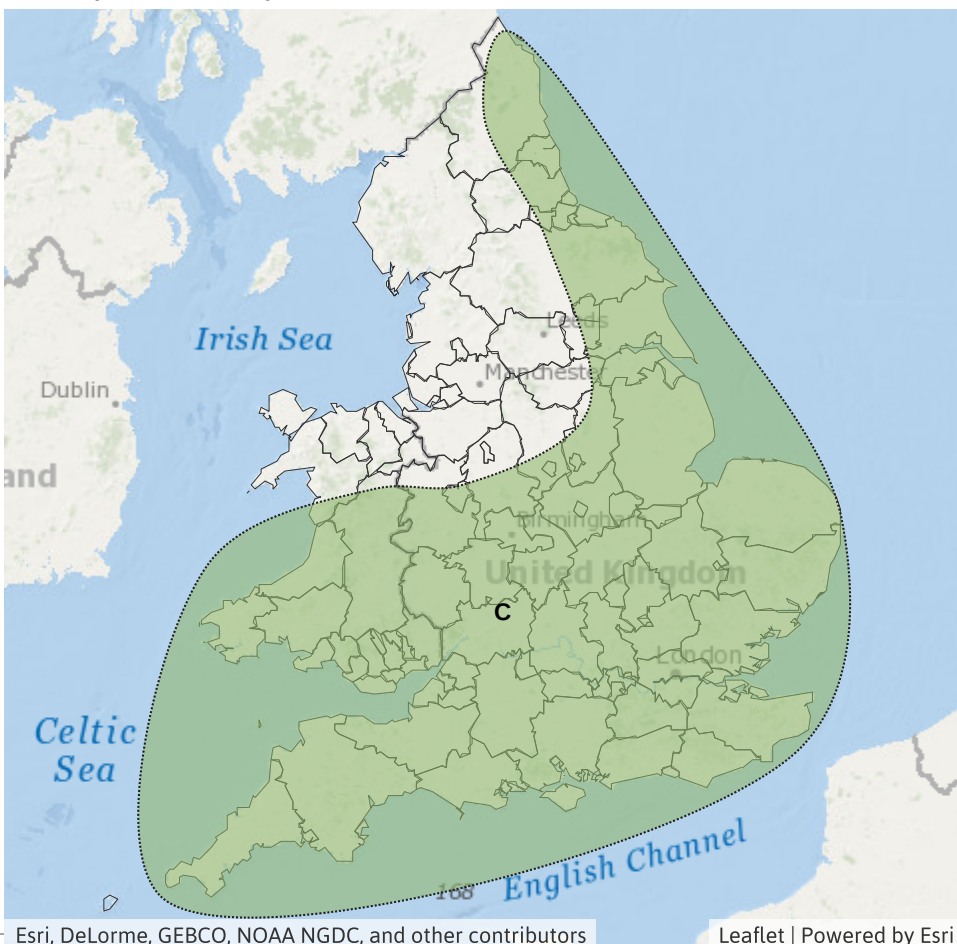 Irish Sea
Leeds
Manchester
Dublin
and
Birmingham
United Kingdom
C
London
Celtic
Sea
English Channel
168
Esri, DeLorme, GEBCO, NOAA NGDC, and other contributors
Leaflet | Powered by Esri